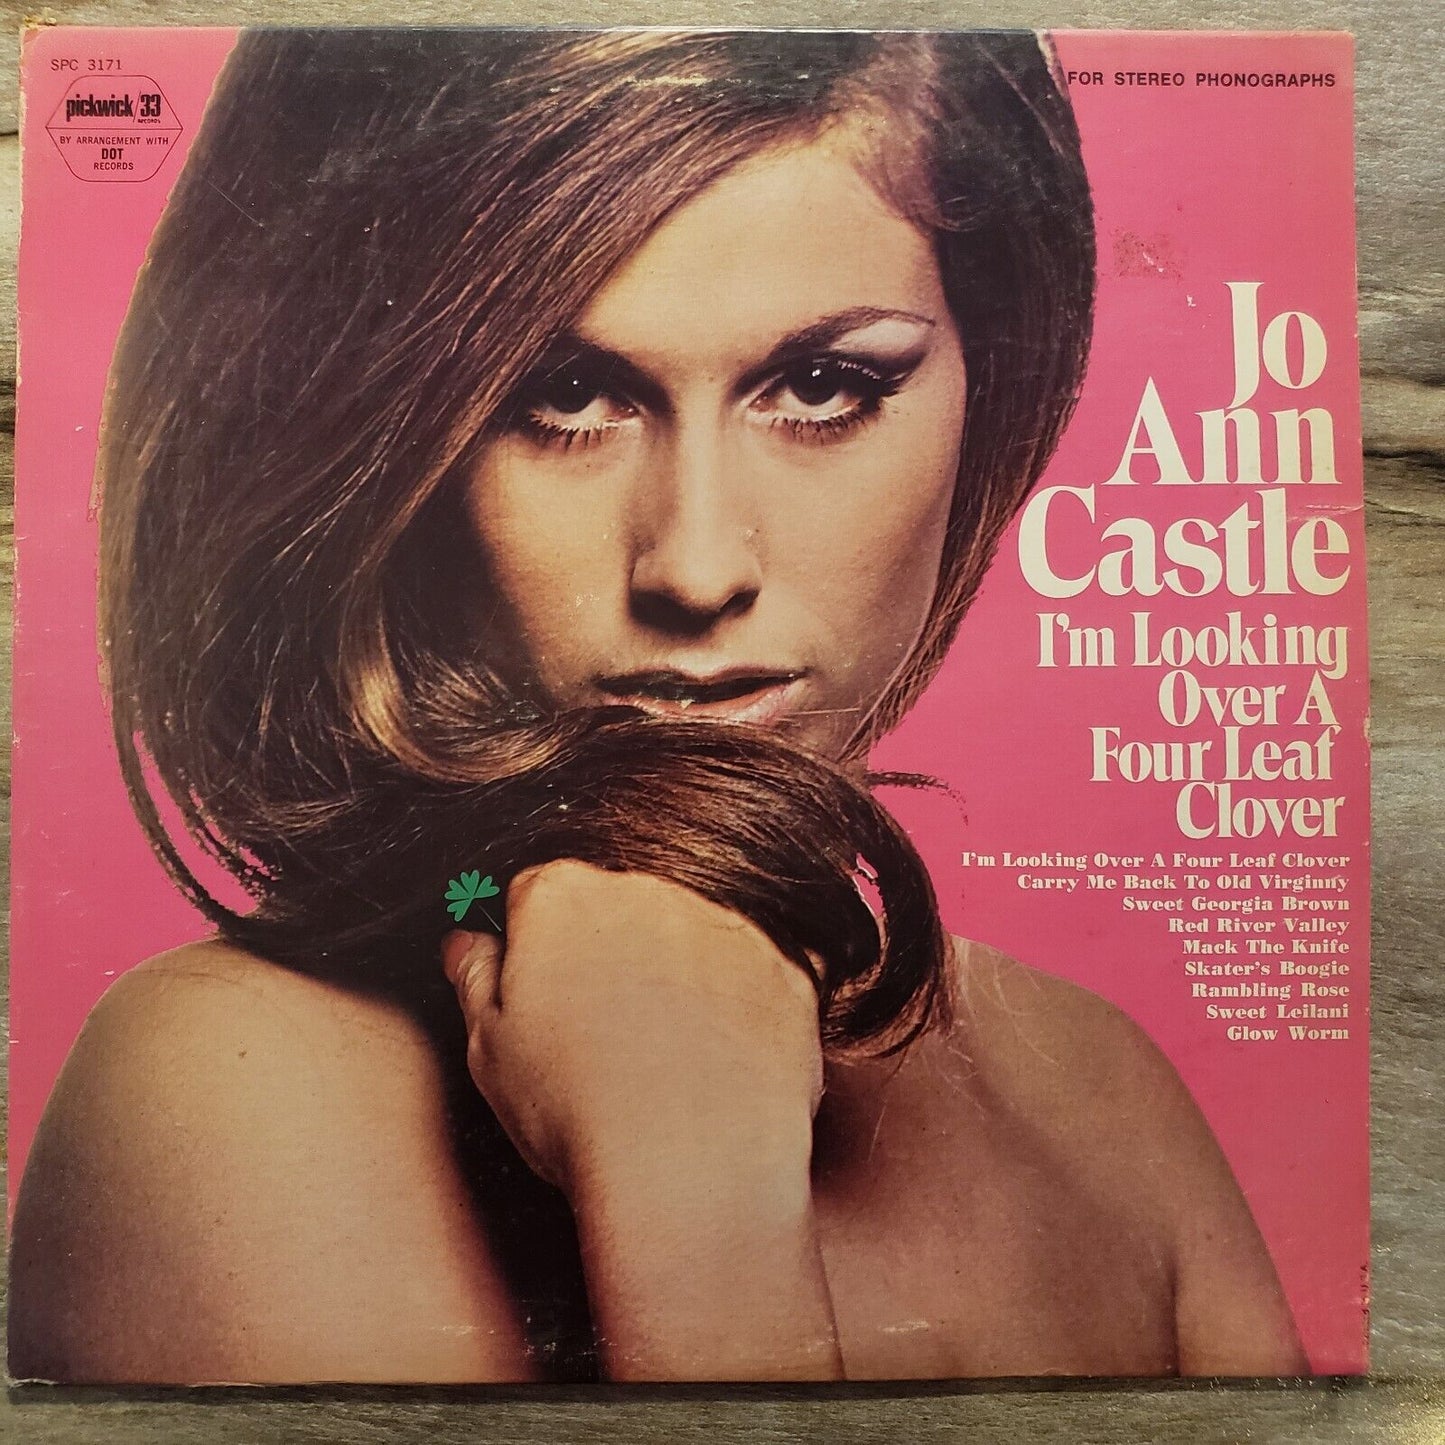 SPC 3171
pickwick/33
RECORDS
BY ARRANGEMENT WITH
DOT
RECORDS
FOR STEREO PHONOGRAPHS
Jo
Ann
Castle
I'm Looking
Over A
Four Leaf
Clover
I'm Looking Over A Four Leaf Clover
Carry Me Back To Old Virginny
Sweet Georgia Brown
Red River Valley
Mack The Knife
Skater's Boogie
Rambling Rose
Sweet Leilani
Glow Worm